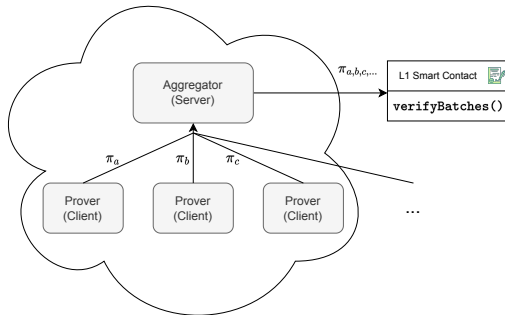 Aggregator
(Server)
π_{a,b,c,...}
L1 Smart Contact
verifyBatches()
π_a
π_b
π_c
Prover
(Client)
Prover
(Client)
Prover
(Client)
...